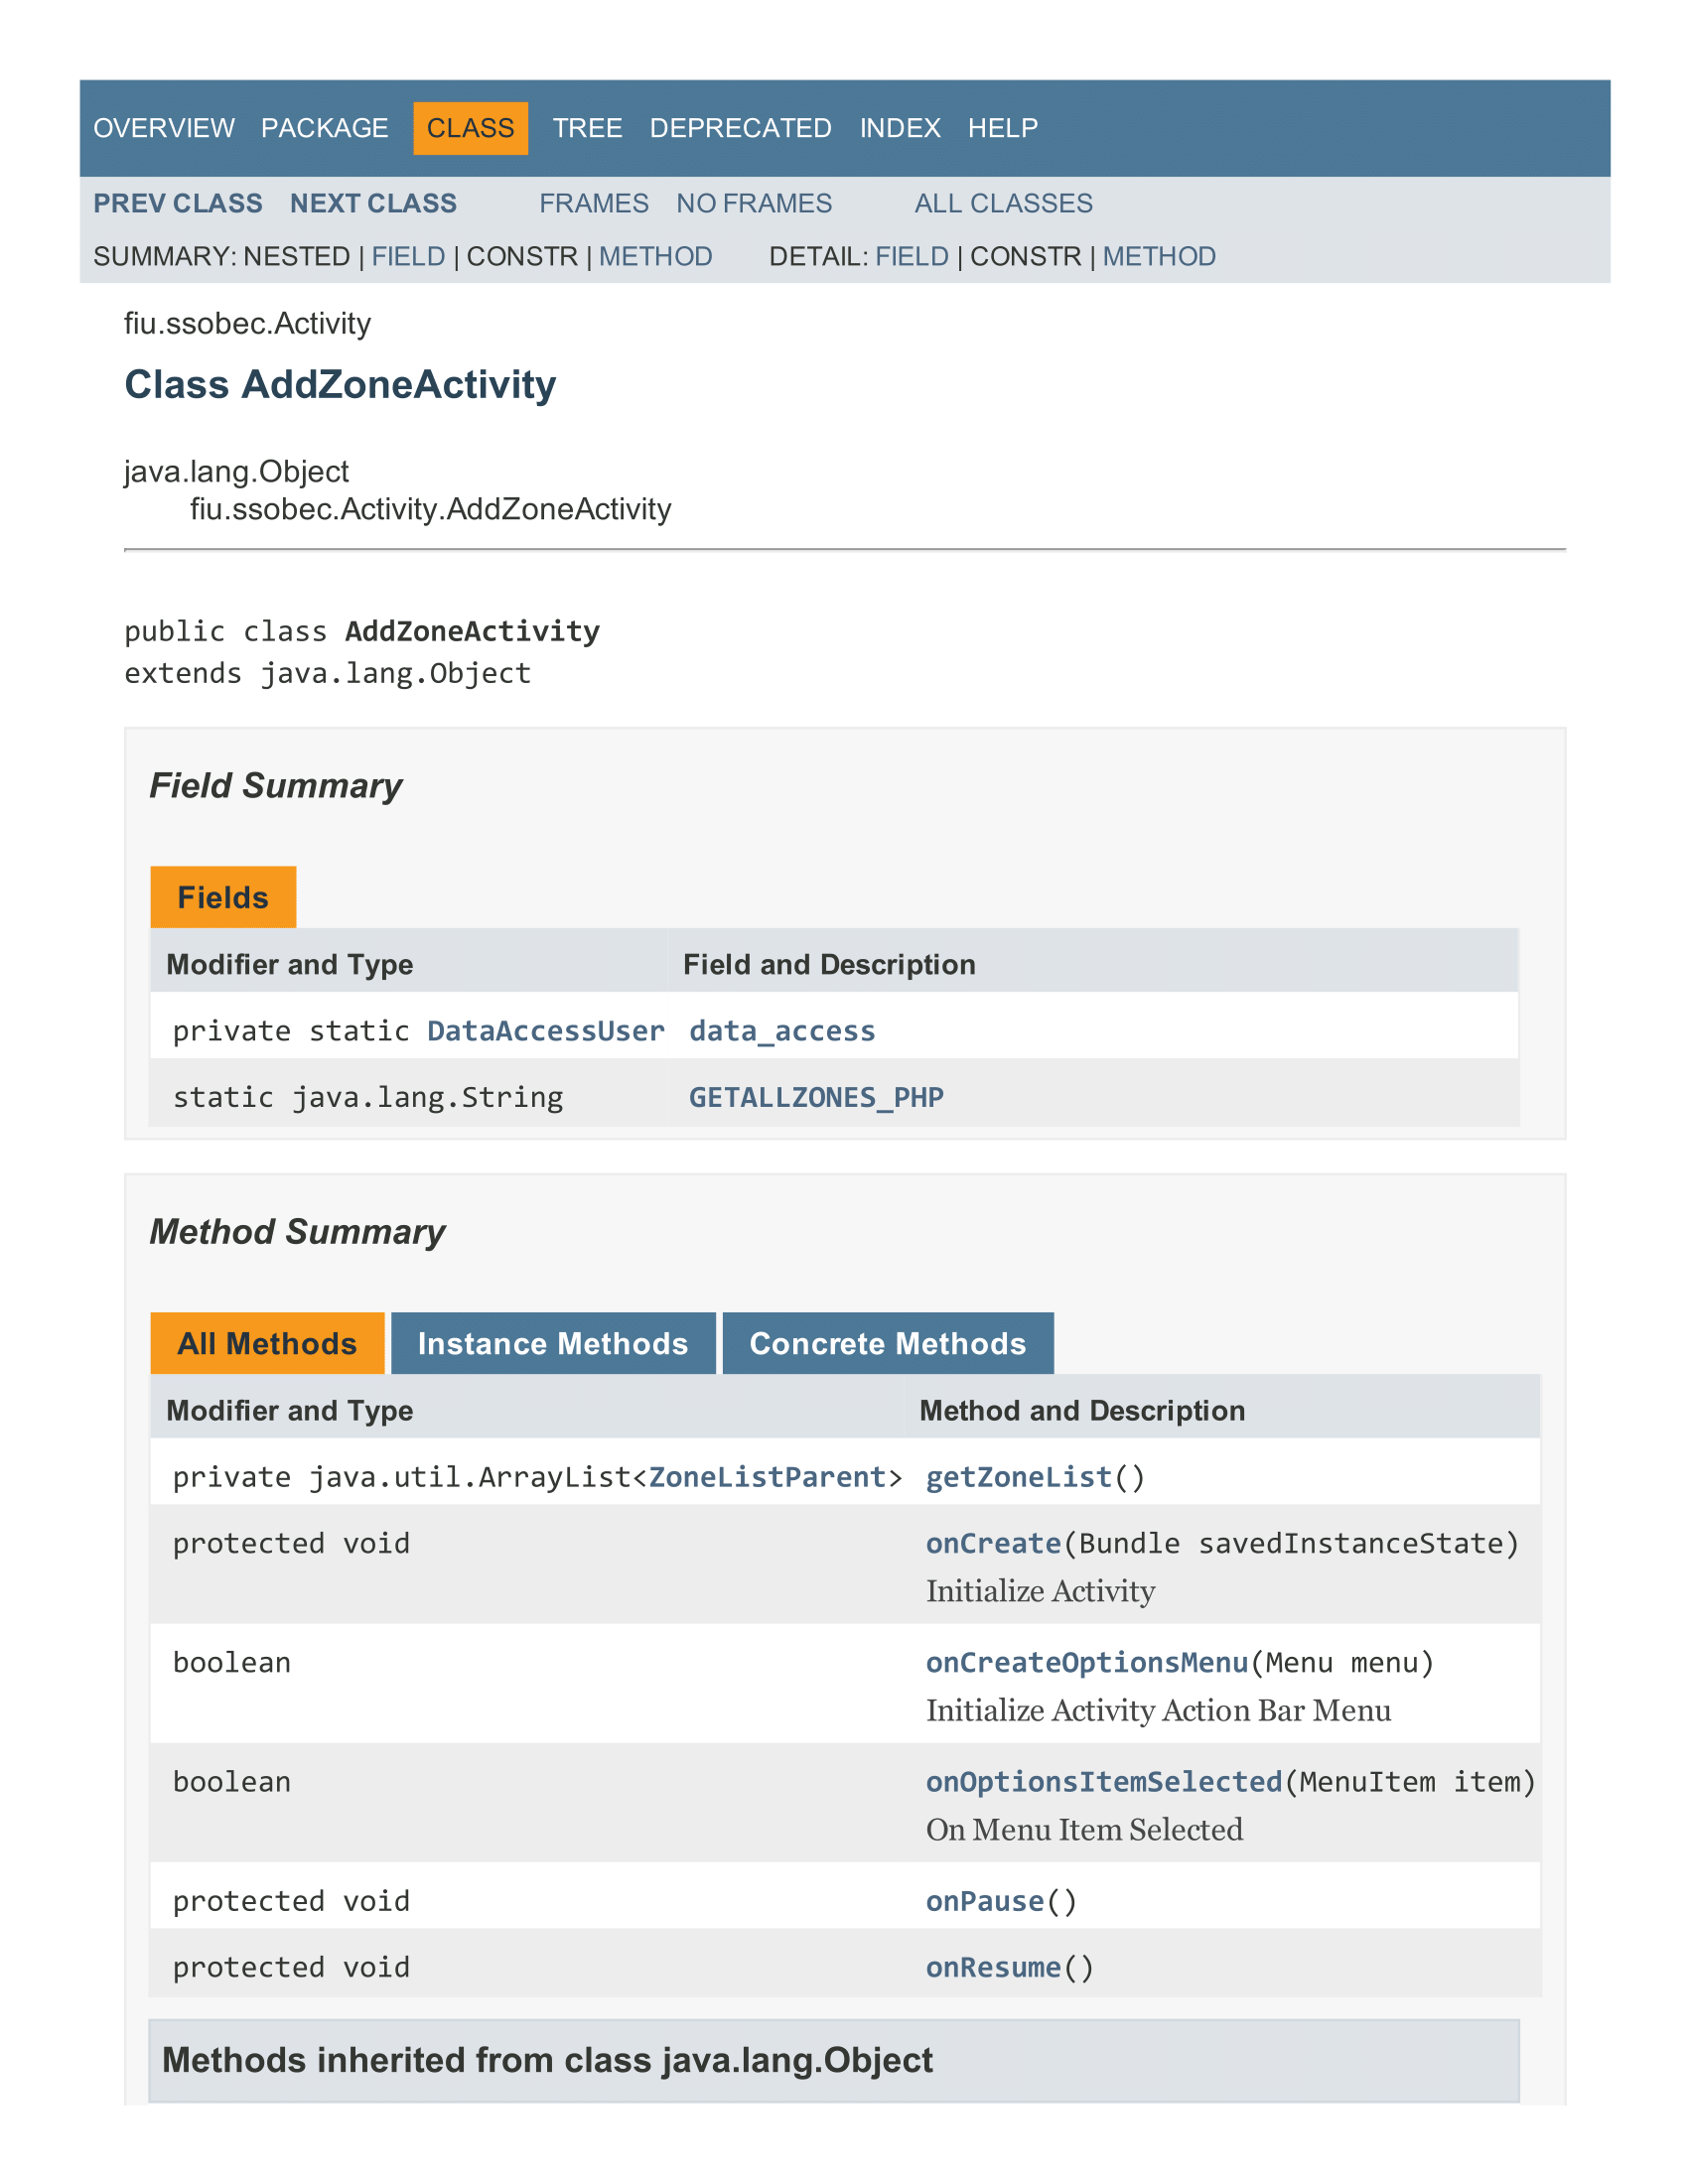 OVERVIEW PACKAGE CLASS TREE DEPRECATED INDEX HELP
PREV CLASS NEXT CLASS FRAMES NO FRAMES ALL CLASSES
SUMMARY: NESTED | FIELD | CONSTR | METHOD DETAIL: FIELD | CONSTR | METHOD
fiu.ssobec.Activity
Class AddZoneActivity
java.lang.Object
fiu.ssobec.Activity.AddZoneActivity
public class AddZoneActivity
extends java.lang.Object
Field Summary
Fields
Modifier and Type Field and Description
private static DataAccessUser data_access
static java.lang.String GETALLZONES_PHP
Method Summary
All Methods Instance Methods Concrete Methods
Modifier and Type Method and Description
private java.util.ArrayList<ZoneListParent> getZoneList()
protected void onCreate(Bundle savedInstanceState)
Initialize Activity
boolean onCreateOptionsMenu(Menu menu)
Initialize Activity Action Bar Menu
boolean onOptionsItemSelected(MenuItem item)
On Menu Item Selected
protected void onPause()
protected void onResume()
Methods inherited from class java.lang.Object